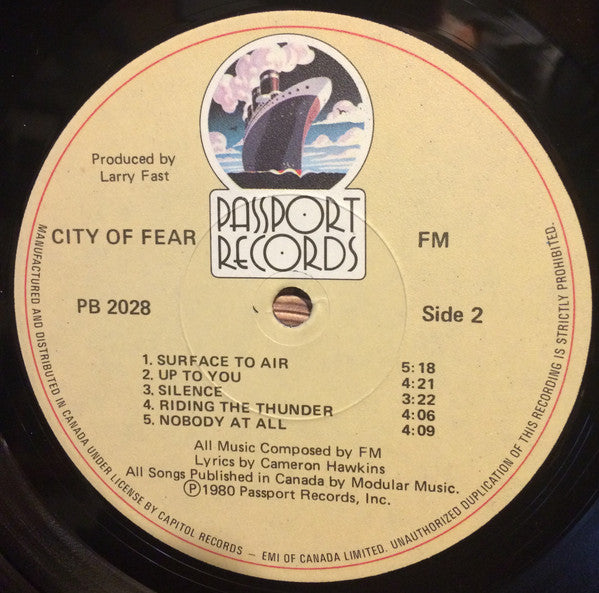 Produced by
Larry Fast
PASSPORT
RECORDS
CITY OF FEAR
FM
PB 2028
Side 2
1. SURFACE TO AIR 5:18
2. UP TO YOU 4:21
3. SILENCE 3:22
4. RIDING THE THUNDER 4:06
5. NOBODY AT ALL 4:09
All Music Composed by FM
Lyrics by Cameron Hawkins
All Songs Published in Canada by Modular Music.
Ⓟ1980 Passport Records, Inc.
MANUFACTURED AND DISTRIBUTED IN CANADA UNDER LICENSE BY CAPITOL RECORDS – EMI OF CANADA LIMITED. UNAUTHORIZED DUPLICATION OF THIS RECORDING IS STRICTLY PROHIBITED.